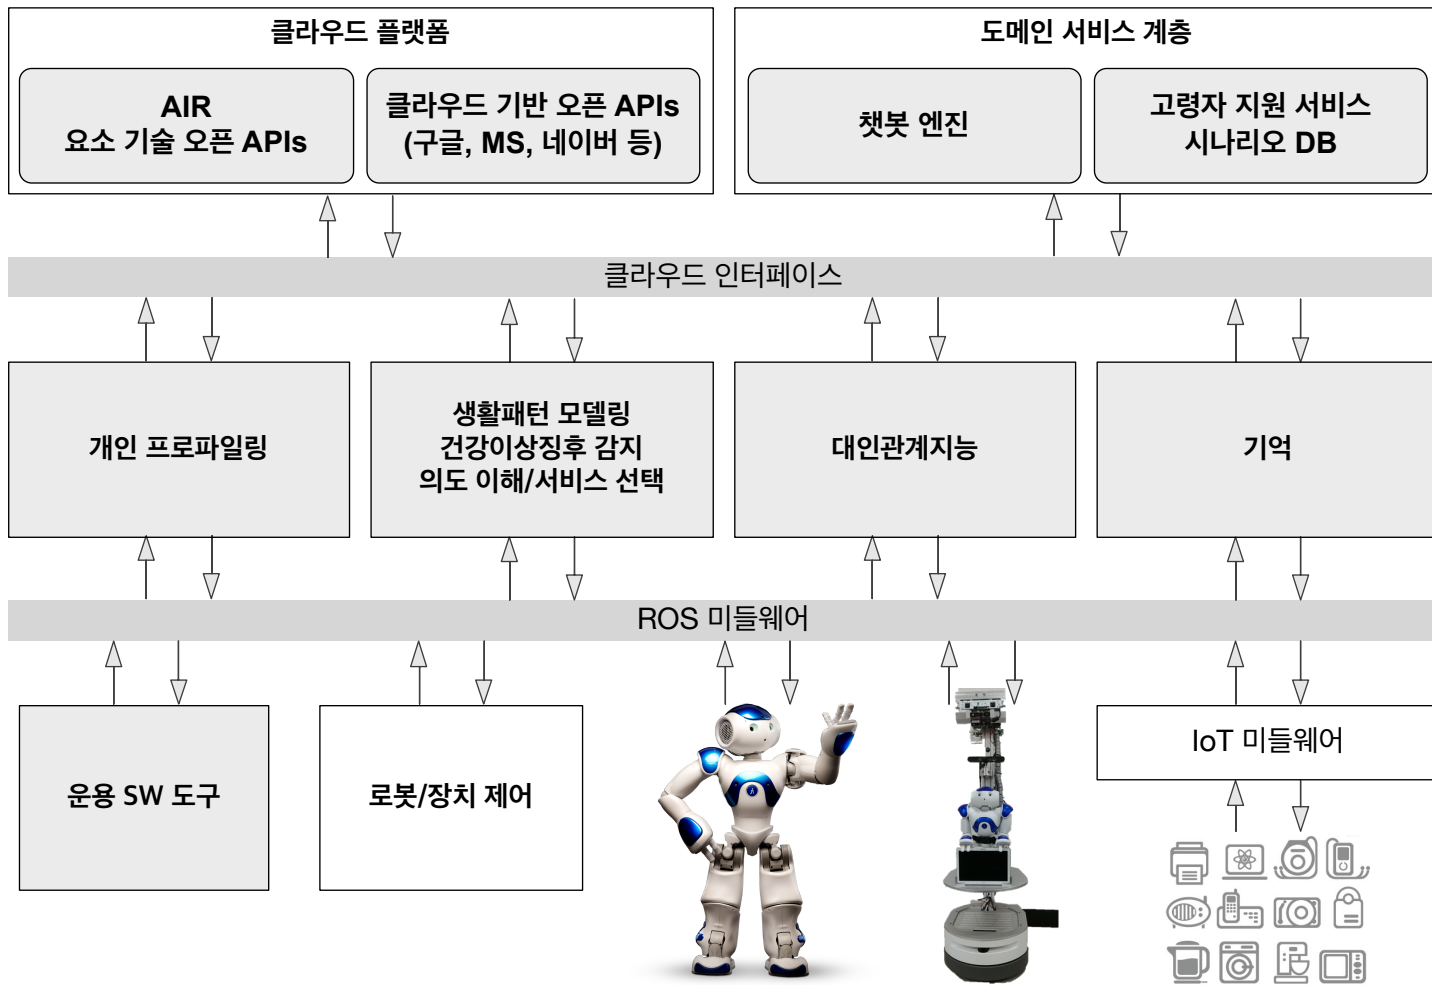 클라우드 플랫폼
도메인 서비스 계층
AIR
요소 기술 오픈 APIs
클라우드 기반 오픈 APIs
(구글, MS, 네이버 등)
챗봇 엔진
고령자 지원 서비스
시나리오 DB
클라우드 인터페이스
개인 프로파일링
생활패턴 모델링
건강이상징후 감지
의도 이해/서비스 선택
대인관계지능
기억
ROS 미들웨어
운용 SW 도구
로봇/장치 제어
IoT 미들웨어